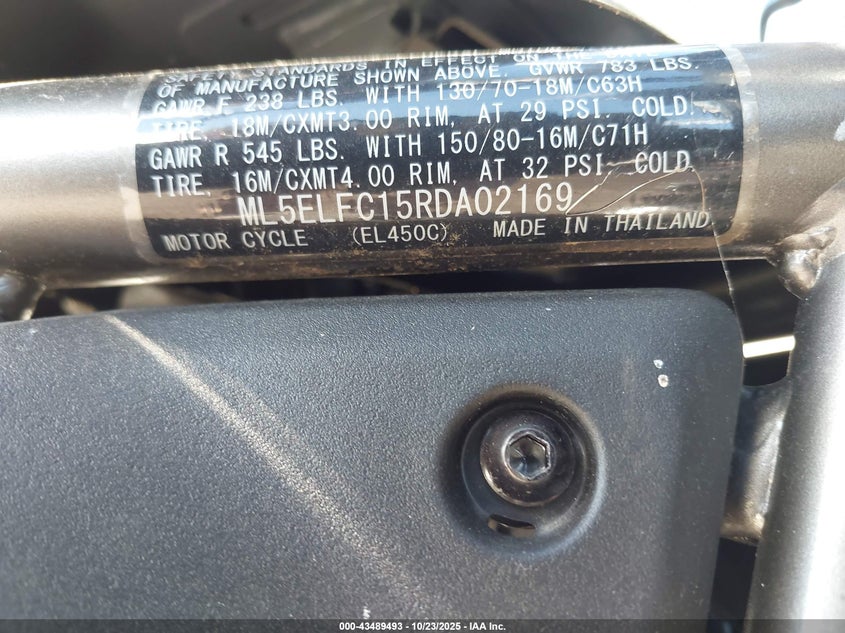 SAFETY STANDARDS IN EFFECT ON THE DATE
OF MANUFACTURE SHOWN ABOVE. GVWR 783 LBS.
GAWR F 238 LBS. WITH 130/70-18M/C63H
TIRE, 18M/CXMT3.00 RIM, AT 29 PSI. COLD.
GAWR R 545 LBS. WITH 150/80-16M/C71H
TIRE, 16M/CXMT4.00 RIM, AT 32 PSI. COLD.
ML5ELFC15RDA02169
MOTOR CYCLE (EL450C) MADE IN THAILAND.
000-43489493 - 10/23/2025 - IAA Inc.